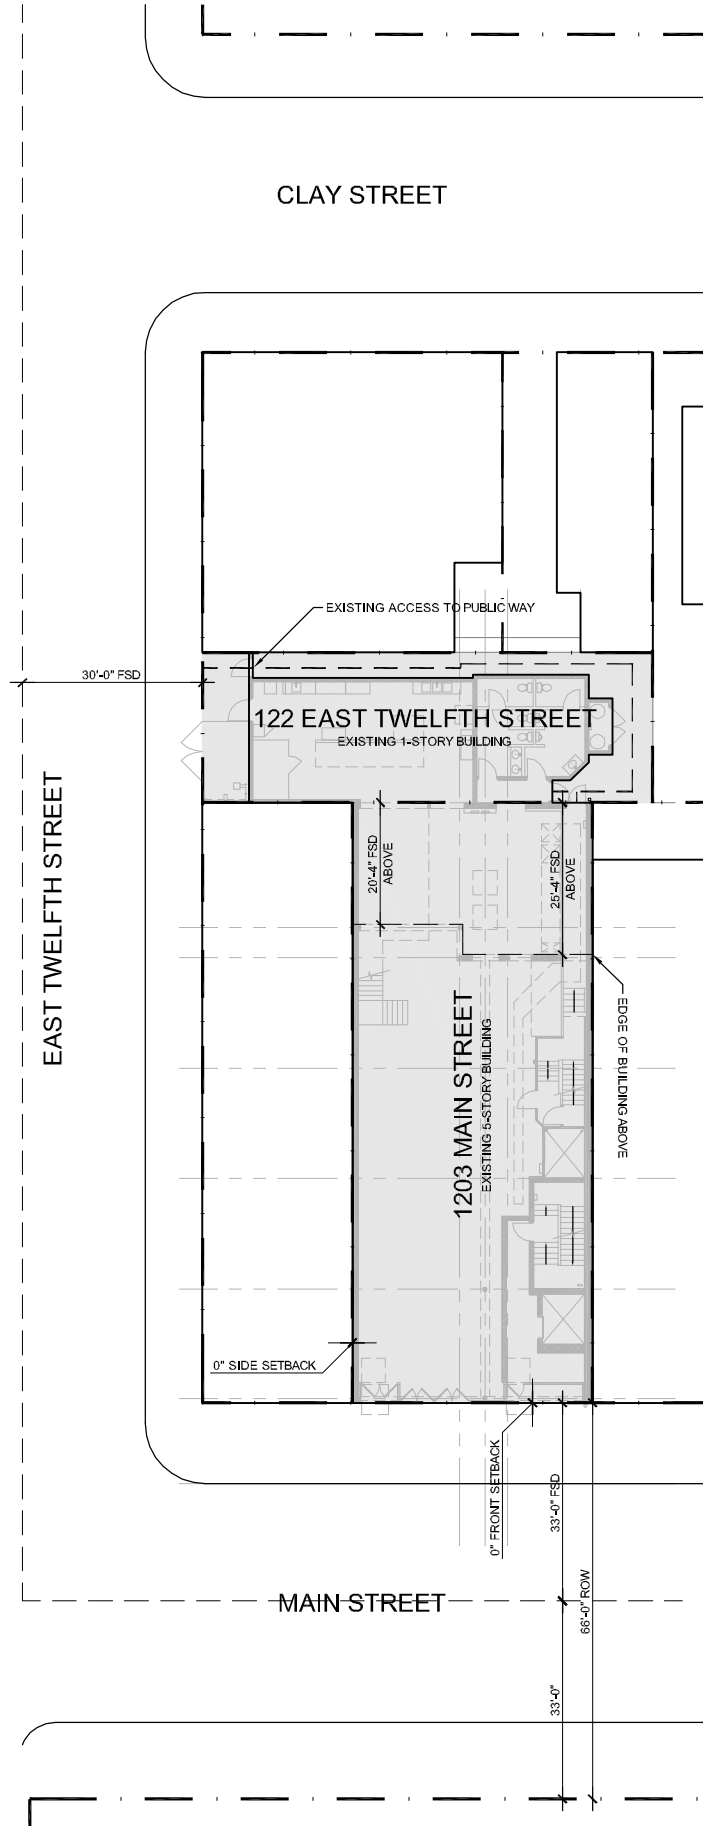 CLAY STREET
EXISTING ACCESS TO PUBLIC WAY
30'-0" FSD
122 EAST TWELFTH STREET
EXISTING 1-STORY BUILDING
EAST TWELFTH STREET
20'-4" FSD
ABOVE
25'-4" FSD
ABOVE
1203 MAIN STREET
EXISTING 5-STORY BUILDING
EDGE OF BUILDING ABOVE
0" SIDE SETBACK
0" FRONT SETBACK
33'-0" FSD
MAIN STREET
66'-0" ROW
33'-0"